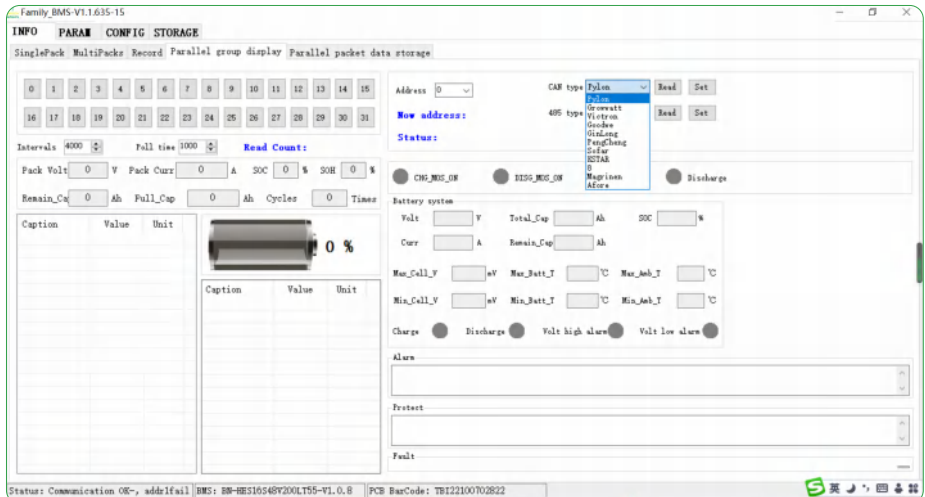 Family_BMS-V1.1.635-15
INFO PARAM CONFIG STORAGE
SinglePack MultiPacks Record Parallel group display Parallel packet data storage
0 1 2 3 4 5 6 7 8 9 10 11 12 13 14 15
16 17 18 19 20 21 22 23 24 25 26 27 28 29 30 31
Intervals 4000 Poll time 1000 Read Count:
Pack Volt 0 V Pack Curr 0 A SOC 0 % SOH 0 %
Remain_Ca 0 Ah Full_Cap 0 Ah Cycles 0 Times
Caption Value Unit
0 %
Caption Value Unit
Address 0 CAN type Pylon Read Set
Now address: 485 type Read Set
Status:
Pylon
Growatt
Victron
Goodwe
GinLong
PengCheng
Sofar
RSTAR
B
Magrinen
Afore
CHG_MOS_ON DISG_MOS_ON Discharge
Battery system
Volt V Total_Cap Ah SOC %
Curr A Remain_Cap Ah
Max_Cell_V mV Max_Batt_T ℃ Max_Amb_T ℃
Min_Cell_V mV Min_Batt_T ℃ Min_Amb_T ℃
Charge Discharge Volt high alarm Volt low alarm
Alarm
Protect
Fault
Status: Communication OK~, addr1fail BMS: BN-HES16S48V200LT55-V1.0.8 PCB BarCode: TBI22100702822
英